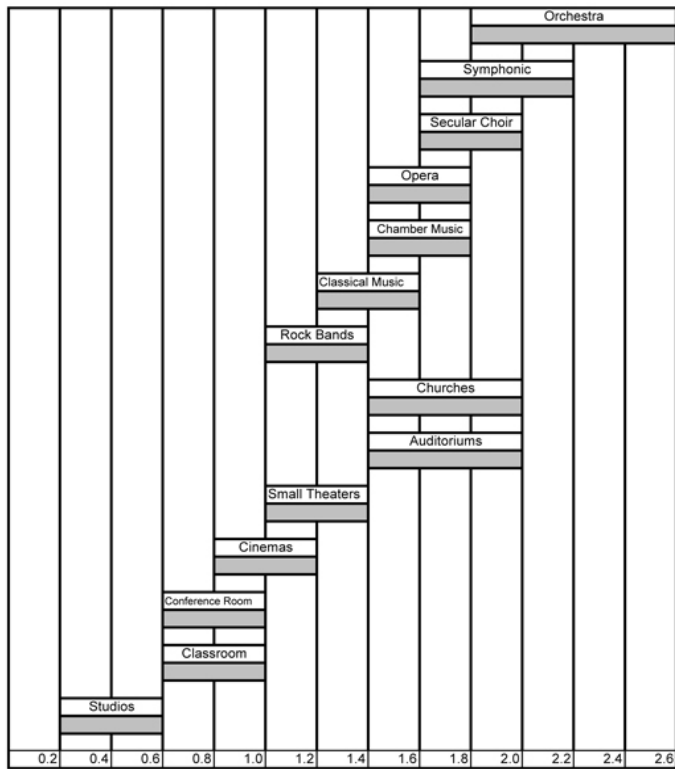 Orchestra
Symphonic
Secular Choir
Opera
Chamber Music
Classical Music
Rock Bands
Churches
Auditoriums
Small Theaters
Cinemas
Conference Room
Classroom
Studios
0.2 0.4 0.6 0.8 1.0 1.2 1.4 1.6 1.8 2.0 2.2 2.4 2.6